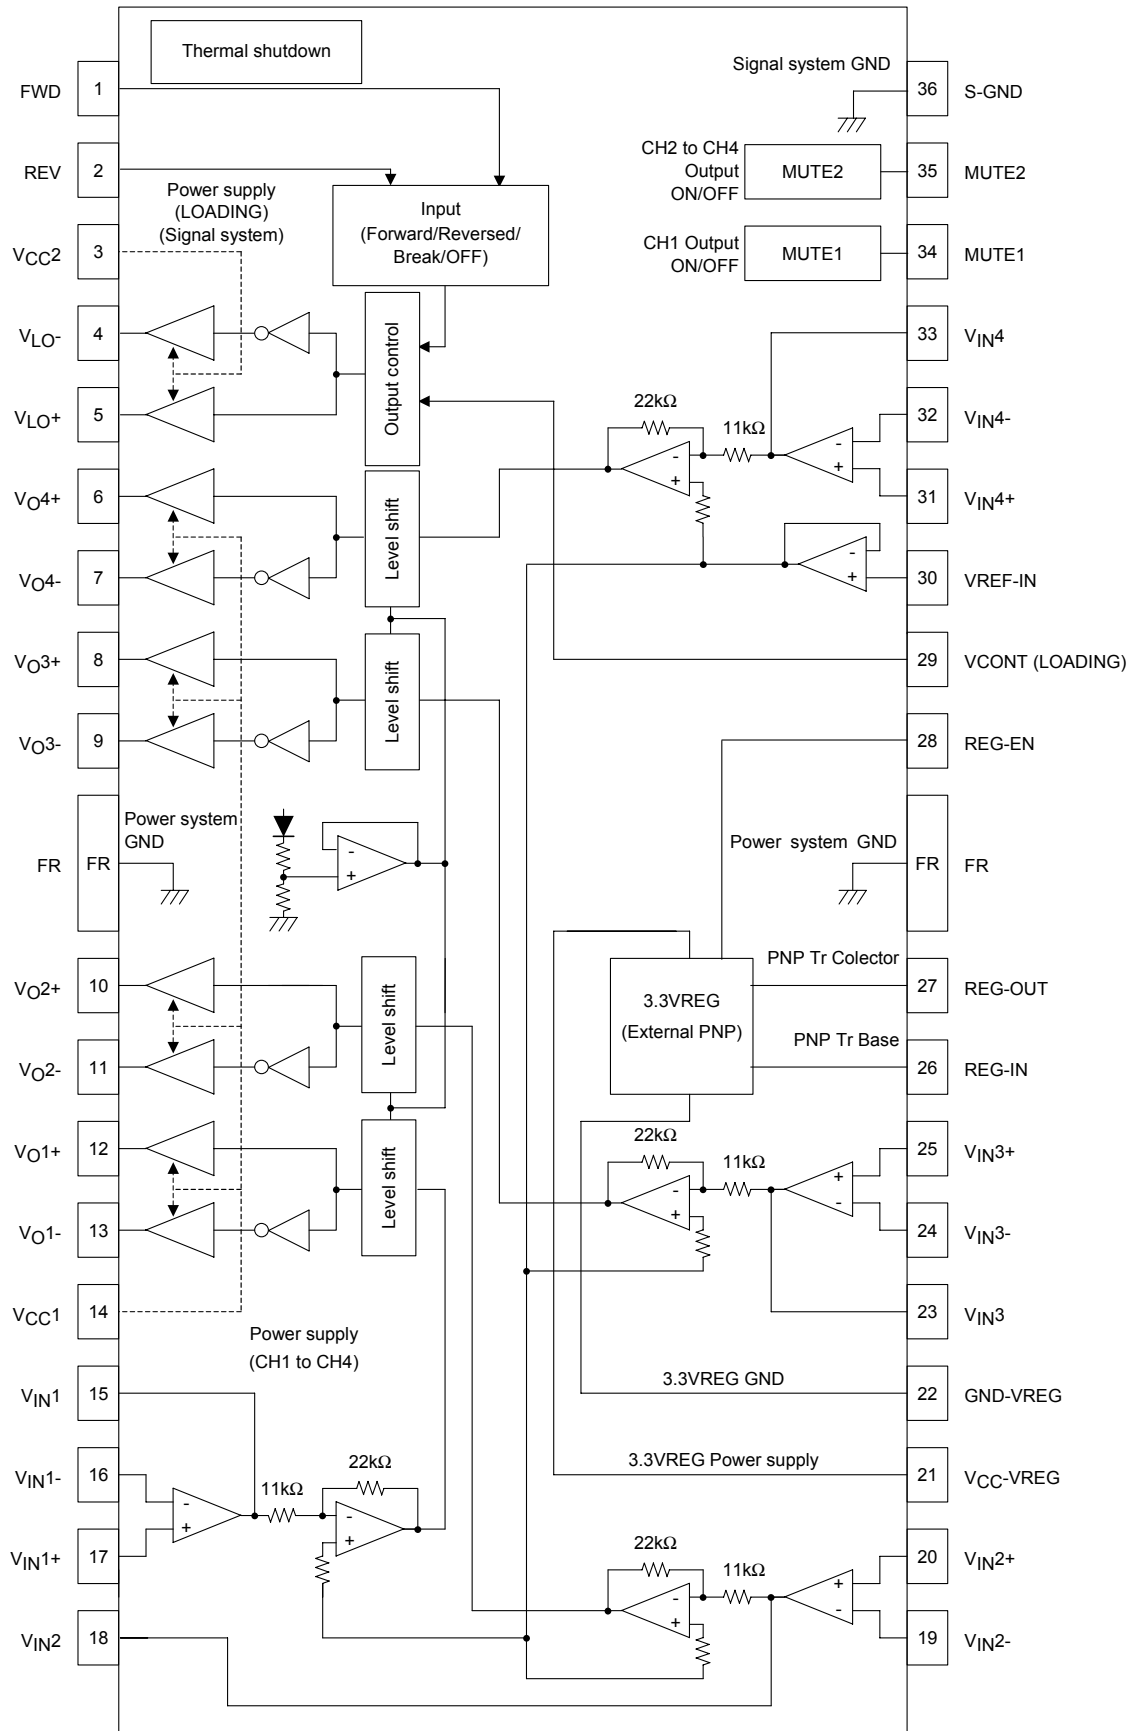 Thermal shutdown
FWD 1
REV 2
VCC2 3
VLO- 4
VLO+ 5
VO4+ 6
VO4- 7
VO3+ 8
VO3- 9
FR FR
VO2+ 10
VO2- 11
VO1+ 12
VO1- 13
VCC1 14
VIN1 15
VIN1- 16
VIN1+ 17
VIN2 18
Power supply
(LOADING)
(Signal system)
Input
(Forward/Reversed/
Break/OFF)
Output control
Level shift
Level shift
Power system
GND
-
+
Level shift
Level shift
Power supply
(CH1 to CH4)
-
+
11kΩ
22kΩ
-
+
Signal system GND
CH2 to CH4
Output
ON/OFF
MUTE2
CH1 Output
ON/OFF
MUTE1
22kΩ
11kΩ
-
+
-
+
-
+
Power system GND
3.3VREG
(External PNP)
PNP Tr Colector
PNP Tr Base
22kΩ
11kΩ
-
+
+
-
3.3VREG GND
3.3VREG Power supply
22kΩ
11kΩ
-
+
+
-
36 S-GND
35 MUTE2
34 MUTE1
33 VIN4
32 VIN4-
31 VIN4+
30 VREF-IN
29 VCONT (LOADING)
28 REG-EN
FR FR
27 REG-OUT
26 REG-IN
25 VIN3+
24 VIN3-
23 VIN3
22 GND-VREG
21 VCC-VREG
20 VIN2+
19 VIN2-